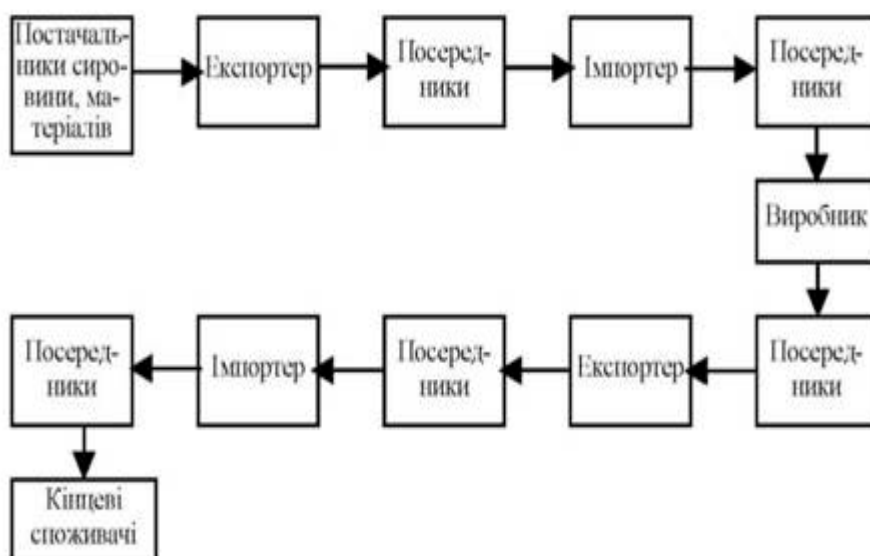 Постачаль-
ники сиро-
вини, ма-
теріалів
Експортер
Посеред-
ники
Імпортер
Посеред-
ники
Виробник
Посеред-
ники
Експортер
Посеред-
ники
Імпортер
Посеред-
ники
Кінцеві
споживачі